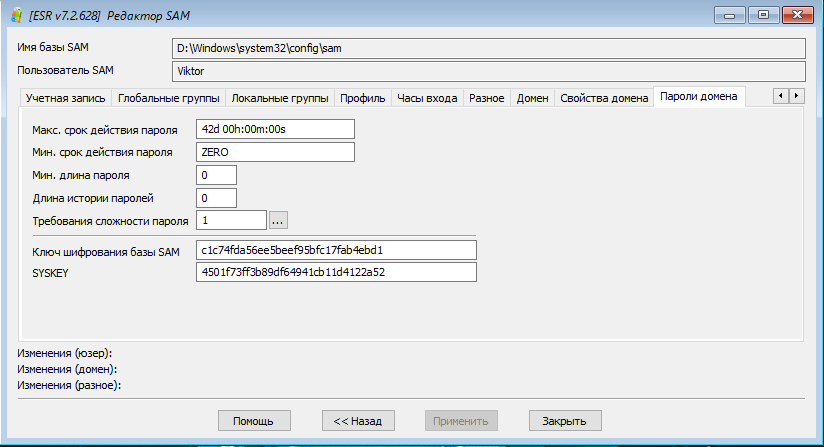 [ESR v7.2.628] Редактор SAM
Имя базы SAM D:\Windows\system32\config\sam
Пользователь SAM Viktor
Учетная запись Глобальные группы Локальные группы Профиль Часы входа Разное Домен Свойства домена Пароли домена
Макс. срок действия пароля 42d 00h:00m:00s
Мин. срок действия пароля ZERO
Мин. длина пароля 0
Длина истории паролей 0
Требования сложности пароля 1 ...
Ключ шифрования базы SAM c1c74fda56ee5beef95bfc17fab4ebd1
SYSKEY 4501f73ff3b89df64941cb11d4122a52
Изменения (юзер):
Изменения (домен):
Изменения (разное):
Помощь << Назад Применить Закрыть